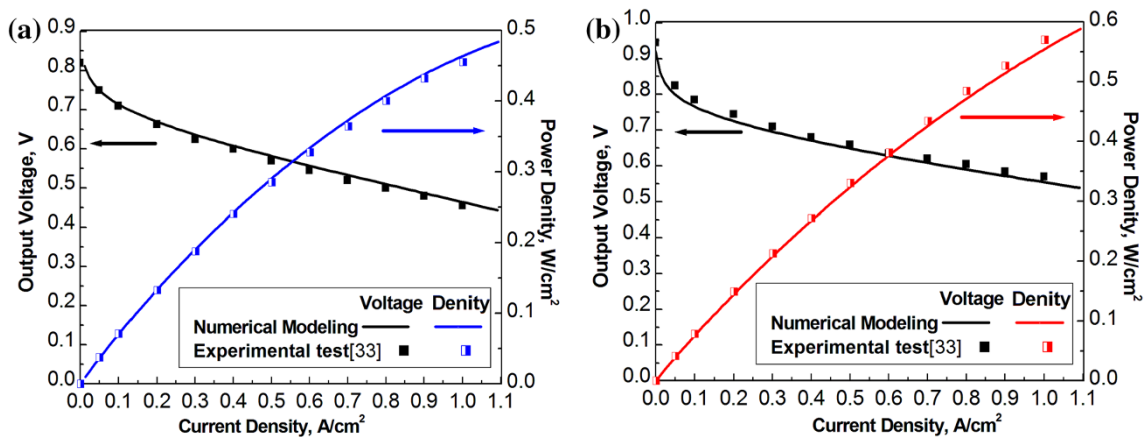 (a)
0.9
0.8
0.7
0.6
0.5
0.4
0.3
0.2
0.1
0.0
Output Voltage, V
0.5
0.4
0.3
0.2
0.1
0.0
Power Denity, W/cm²
Voltage Denity
Numerical Modeling
Experimental test[33]
0.0 0.1 0.2 0.3 0.4 0.5 0.6 0.7 0.8 0.9 1.0 1.1
Current Density, A/cm²
(b)
1.0
0.9
0.8
0.7
0.6
0.5
0.4
0.3
0.2
0.1
0.0
Output Voltage, V
0.6
0.5
0.4
0.3
0.2
0.1
0.0
Power Denity, W/cm²
Voltage Denity
Numerical Modeling
Experimental test[33]
0.0 0.1 0.2 0.3 0.4 0.5 0.6 0.7 0.8 0.9 1.0 1.1
Current Density, A/cm²